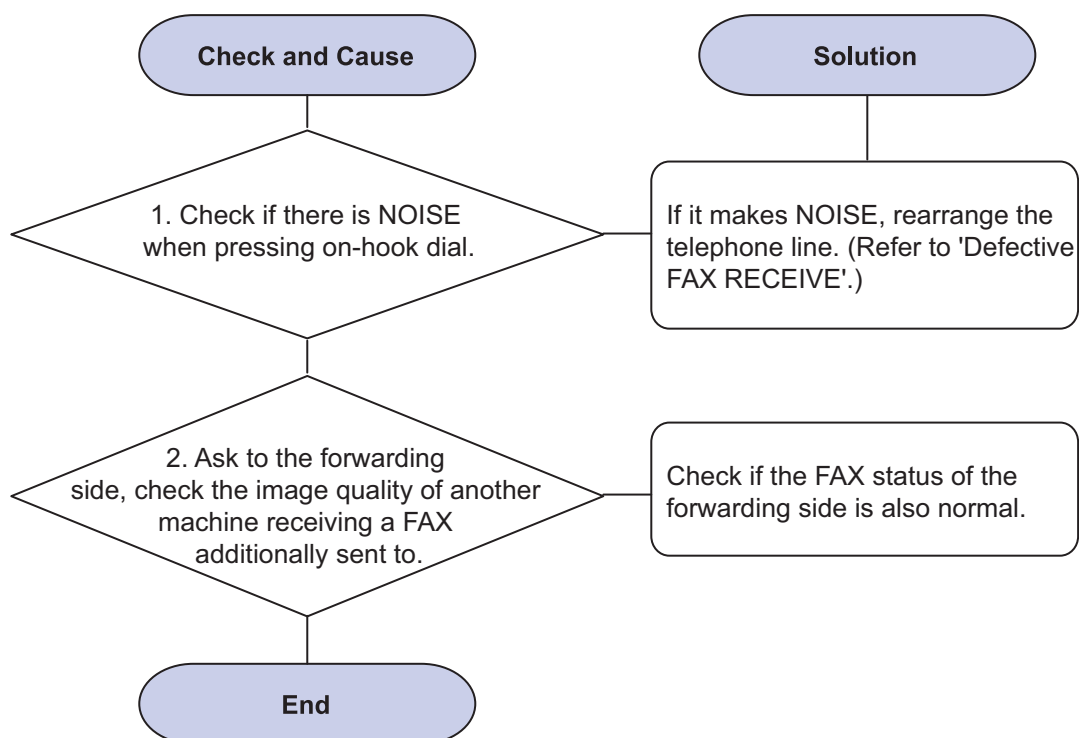 Check and Cause
Solution
1. Check if there is NOISE
when pressing on-hook dial.
If it makes NOISE, rearrange the
telephone line. (Refer to 'Defective
FAX RECEIVE'.)
2. Ask to the forwarding
side, check the image quality of another
machine receiving a FAX
additionally sent to.
Check if the FAX status of the
forwarding side is also normal.
End